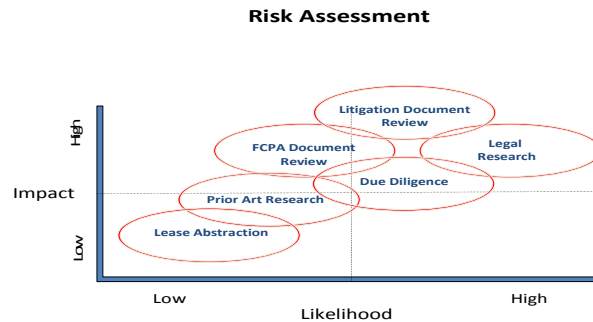 Risk Assessment
Litigation Document
Review
FCPA Document
Review
Legal
Research
Due Diligence
Prior Art Research
Lease Abstraction
High
Impact
Low
Low
High
Likelihood